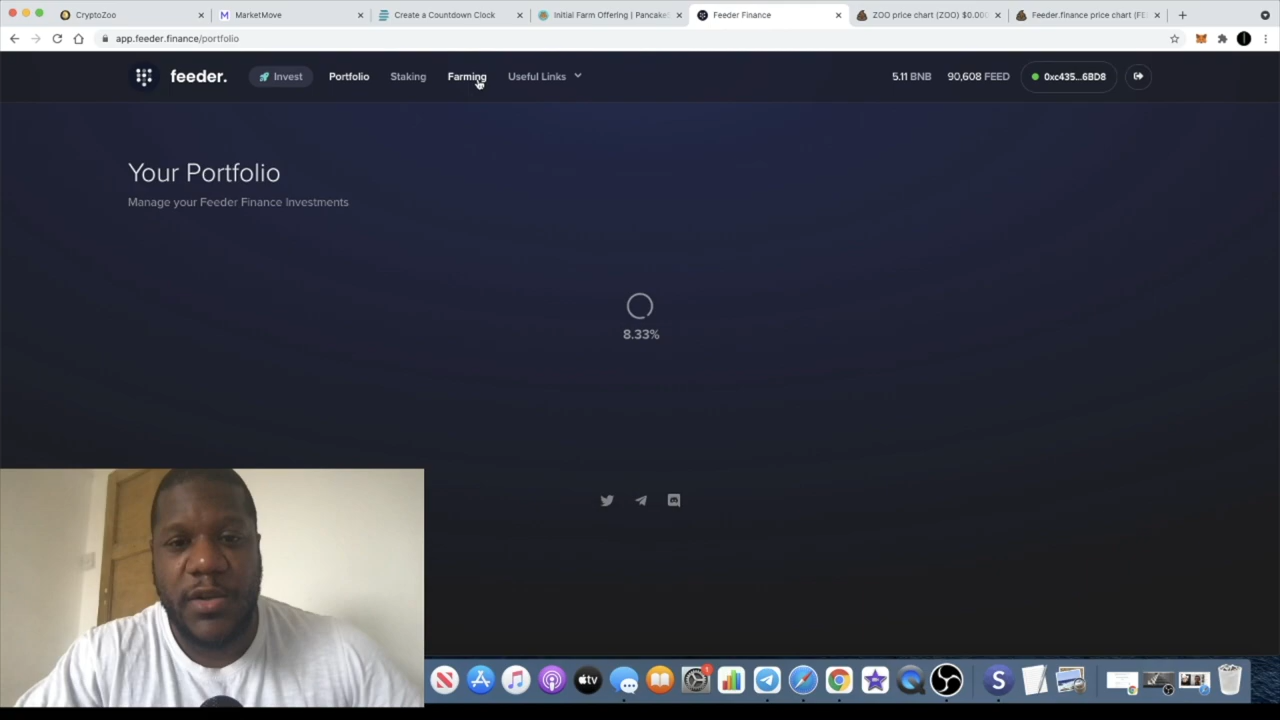 CryptoZoo
MarketMove
Create a Countdown Clock
Initial Farm Offering | Pancake
Feeder Finance
ZOO price chart (ZOO) $0.00
Feeder.finance price chart (FE
app.feeder.finance/portfolio
feeder.
Invest
Portfolio
Staking
Farming
Useful Links
5.11 BNB
90,608 FEED
0xc435...6BD8
Your Portfolio
Manage your Feeder Finance Investments
8.33%
tv
1
S